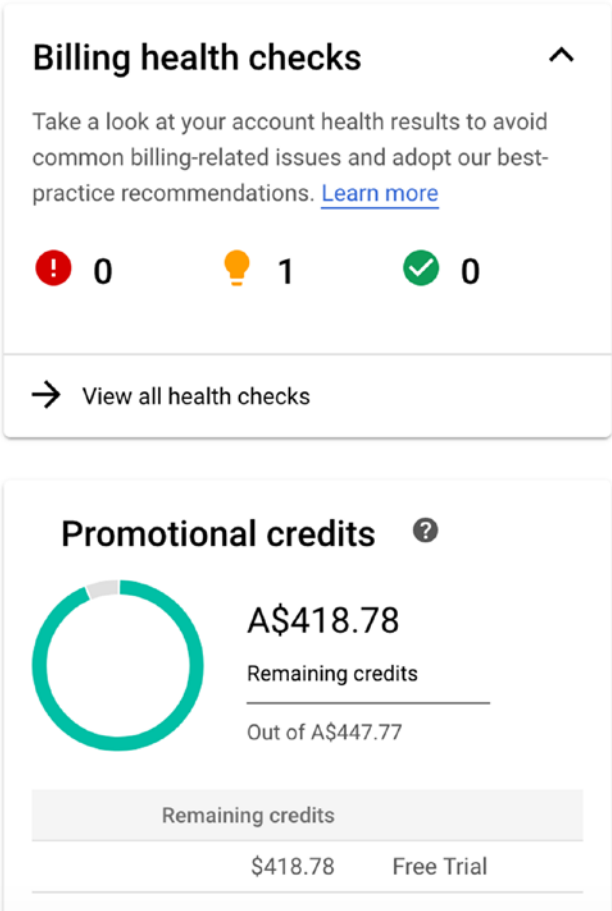 Billing health checks
Take a look at your account health results to avoid
common billing-related issues and adopt our best-
practice recommendations. Learn more
! 0 1 0
View all health checks
Promotional credits ?
A$418.78
Remaining credits
Out of A$447.77
Remaining credits
$418.78 Free Trial